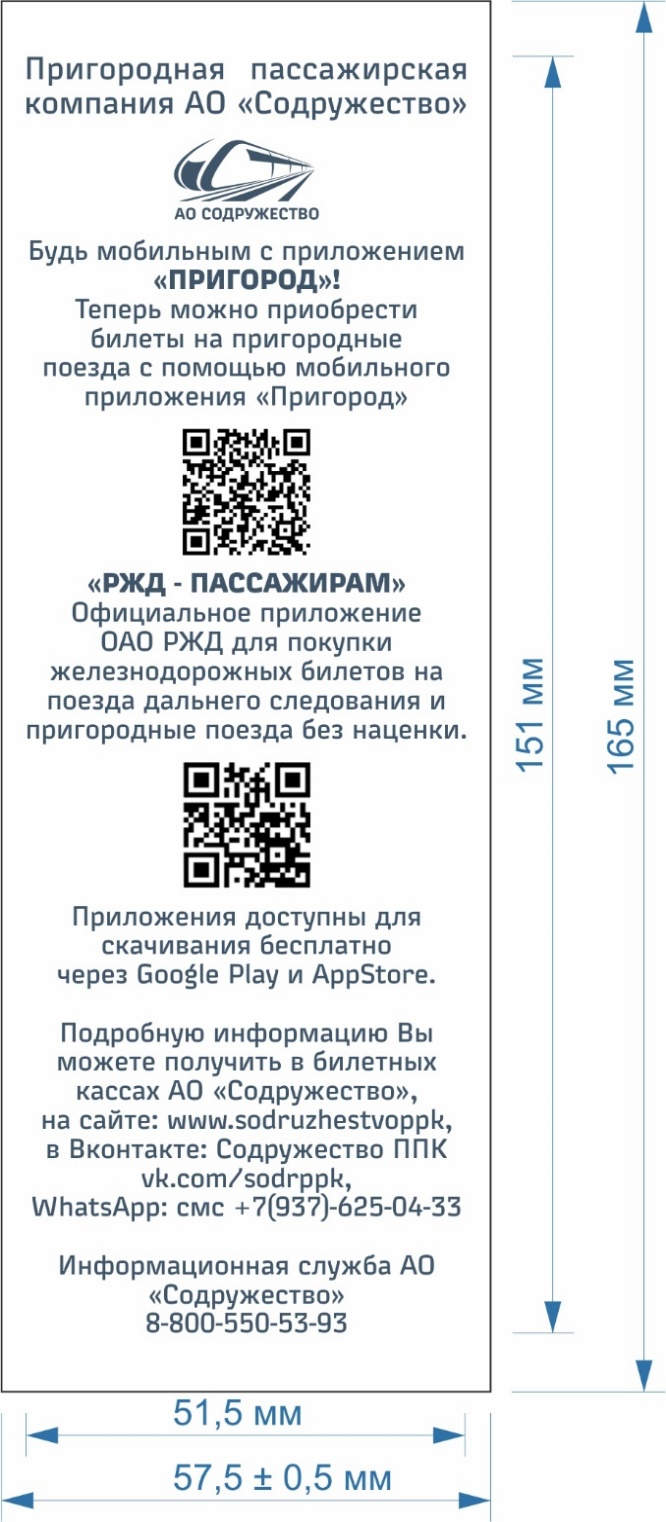 Пригородная пассажирская
компания АО «Содружество»
АО СОДРУЖЕСТВО
Будь мобильным с приложением
«ПРИГОРОД»!
Теперь можно приобрести
билеты на пригородные
поезда с помощью мобильного
приложения «Пригород»
«РЖД - ПАССАЖИРАМ»
Официальное приложение
ОАО РЖД для покупки
железнодорожных билетов на
поезда дальнего следования и
пригородные поезда без наценки.
Приложения доступны для
скачивания бесплатно
через Google Play и AppStore.
Подробную информацию Вы
можете получить в билетных
кассах АО «Содружество»,
на сайте: www.sodruzhestvoppk,
в Вконтакте: Содружество ППК
vk.com/sodrppk,
WhatsApp: смс +7(937)-625-04-33
Информационная служба АО
«Содружество»
8-800-550-53-93
151 мм
165 мм
51,5 мм
57,5 ± 0,5 мм